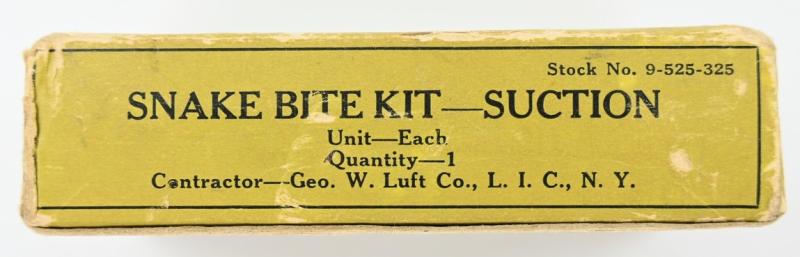 Stock No. 9-525-325
SNAKE BITE KIT—SUCTION
Unit—Each
Quantity—1
Contractor—Geo. W. Luft Co., L. I. C., N. Y.